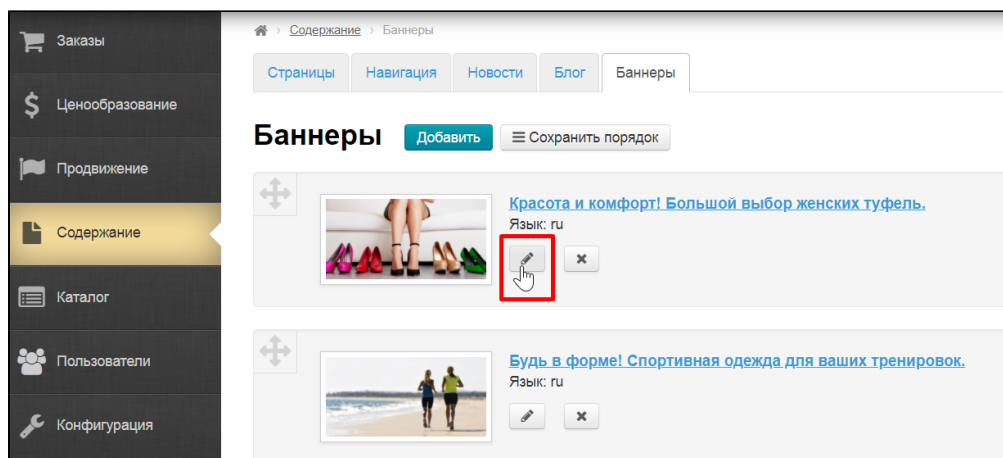 Заказы
Ценообразование
Продвижение
Содержание
Каталог
Пользователи
Конфигурация
Содержание › Баннеры
Страницы Навигация Новости Блог Баннеры
Баннеры Добавить Сохранить порядок
Красота и комфорт! Большой выбор женских туфель.
Язык: ru
Будь в форме! Спортивная одежда для ваших тренировок.
Язык: ru